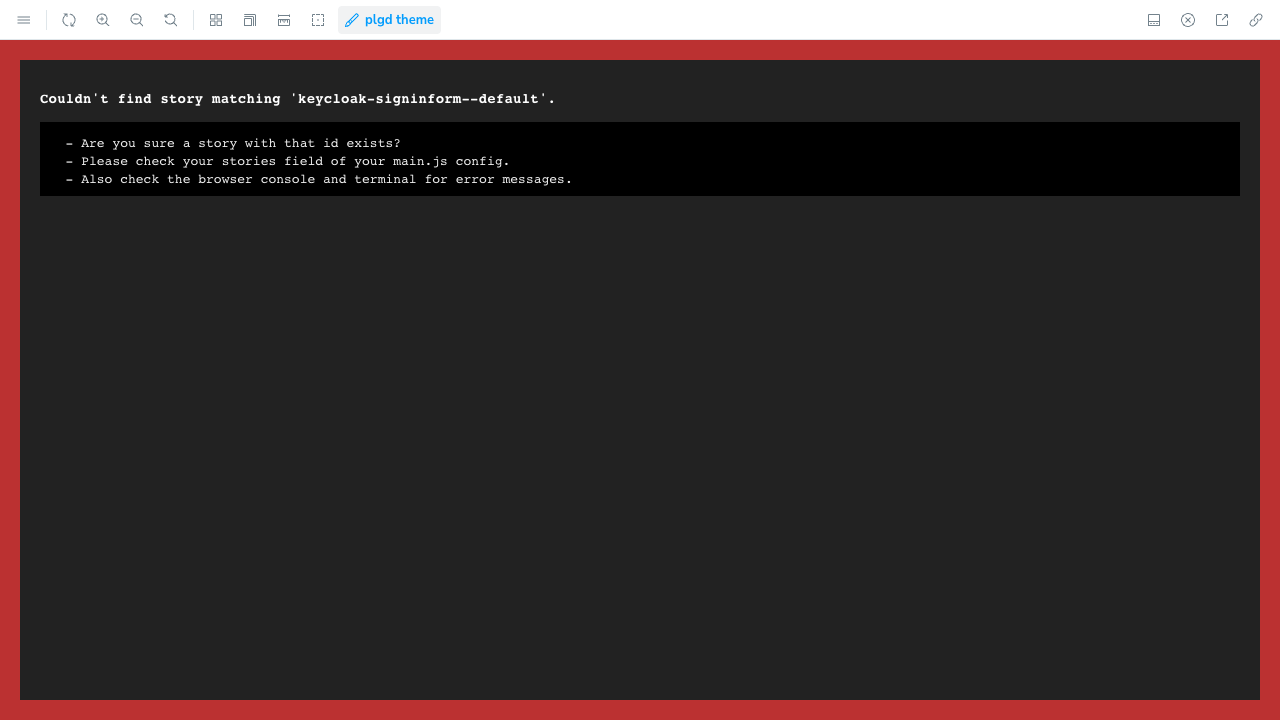 plgd theme
Couldn't find story matching 'keycloak-signinform--default'.
- Are you sure a story with that id exists?
- Please check your stories field of your main.js config.
- Also check the browser console and terminal for error messages.